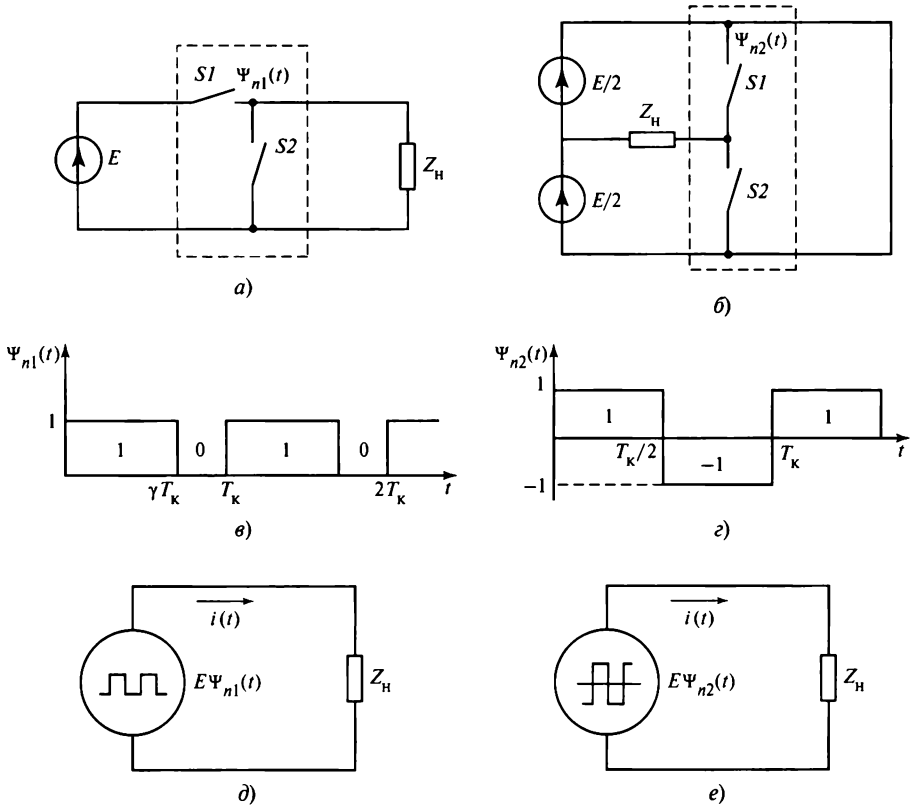 S1 Ψn1(t)
S2
E
Zн
а)
Ψn2(t)
E/2
S1
Zн
E/2
S2
б)
Ψn1(t)
1
1 0 1 0
γTк Tк 2Tк t
в)
Ψn2(t)
1
1 1
Tк/2 Tк t
−1
−1
г)
i(t)
EΨn1(t)
Zн
д)
i(t)
EΨn2(t)
Zн
е)